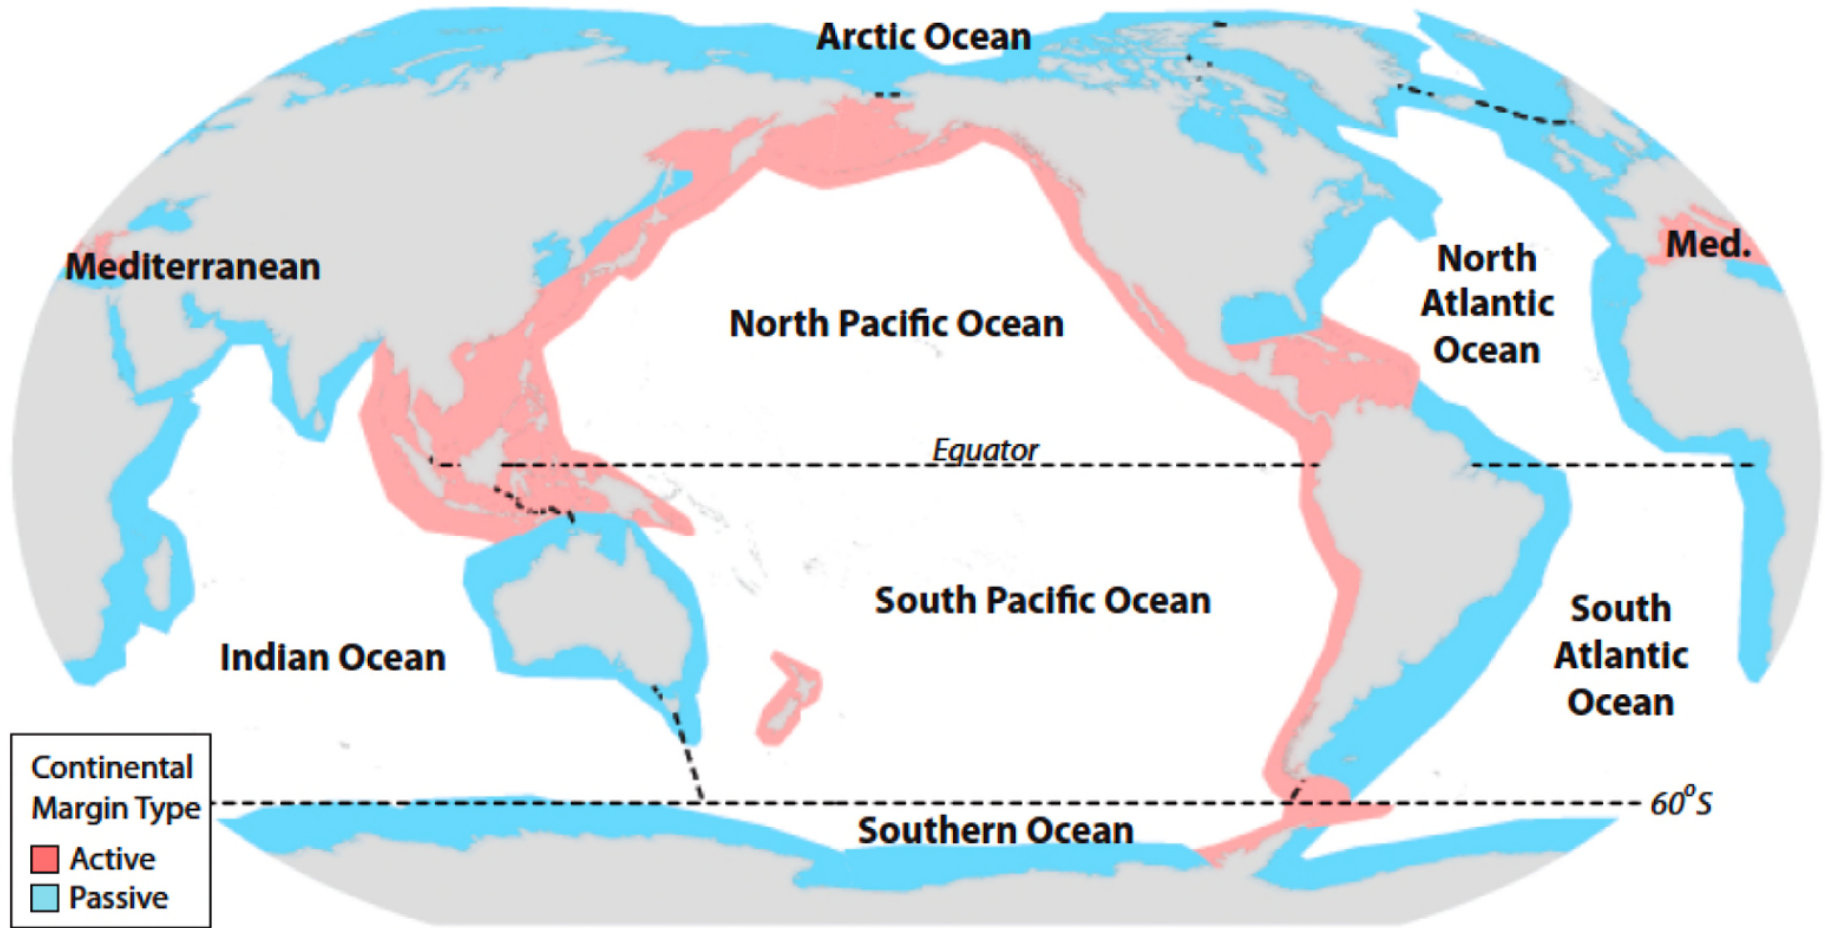 Arctic Ocean
Mediterranean
Med.
North
Atlantic
Ocean
North Pacific Ocean
Equator
South Pacific Ocean
South
Atlantic
Ocean
Indian Ocean
Continental
Margin Type
Active
Passive
60°S
Southern Ocean